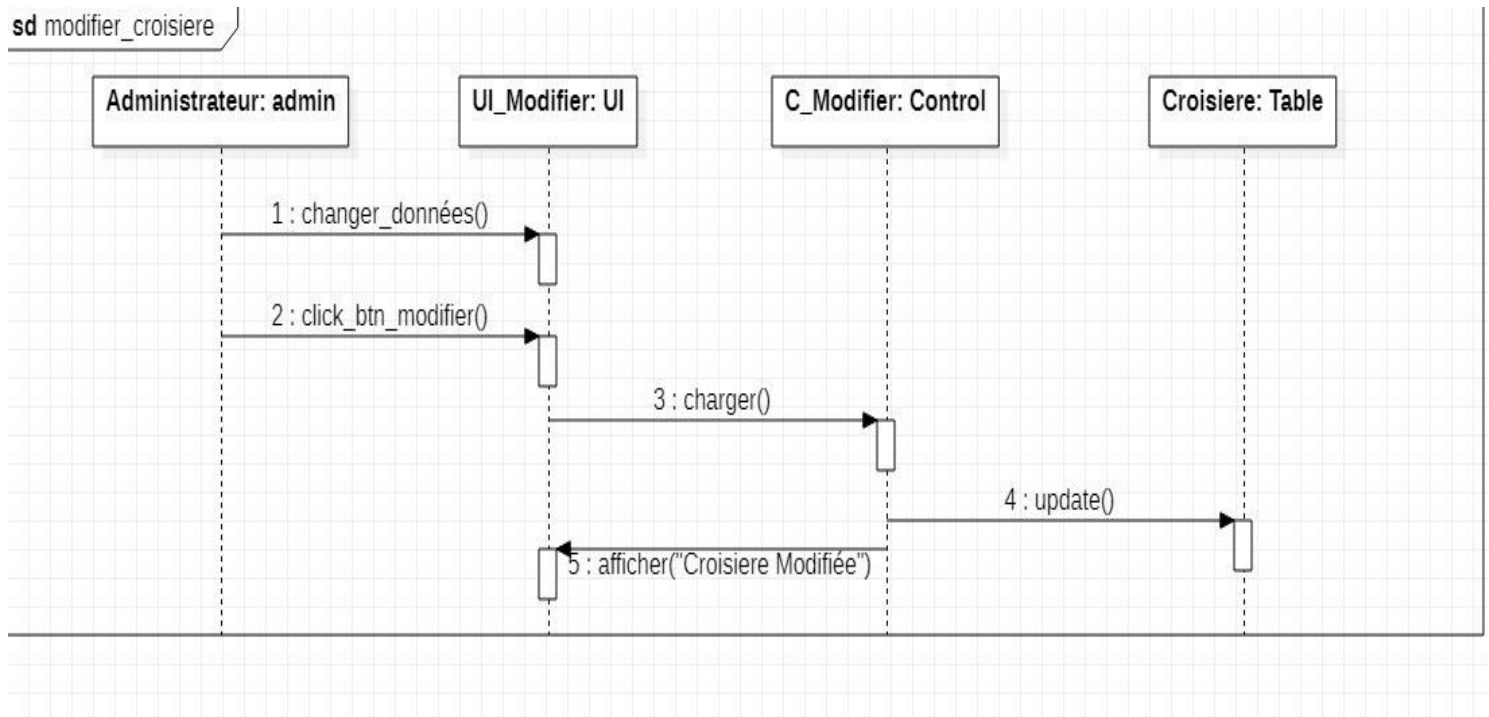 sd modifier_croisiere
Administrateur: admin
UI_Modifier: UI
C_Modifier: Control
Croisiere: Table
1 : changer_données()
2 : click_btn_modifier()
3 : charger()
4 : update()
5 : afficher("Croisiere Modifiée")